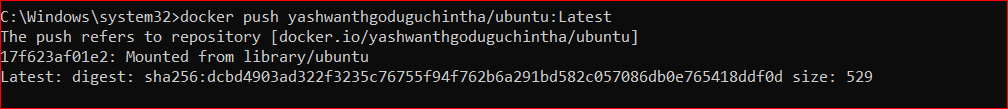 C:\Windows\system32>docker push yashwanthgoduguchintha/ubuntu:Latest
The push refers to repository [docker.io/yashwanthgoduguchintha/ubuntu]
17f623af01e2: Mounted from library/ubuntu
Latest: digest: sha256:dcbd4903ad322f3235c76755f94f762b6a291bd582c057086db0e765418ddf0d size: 529